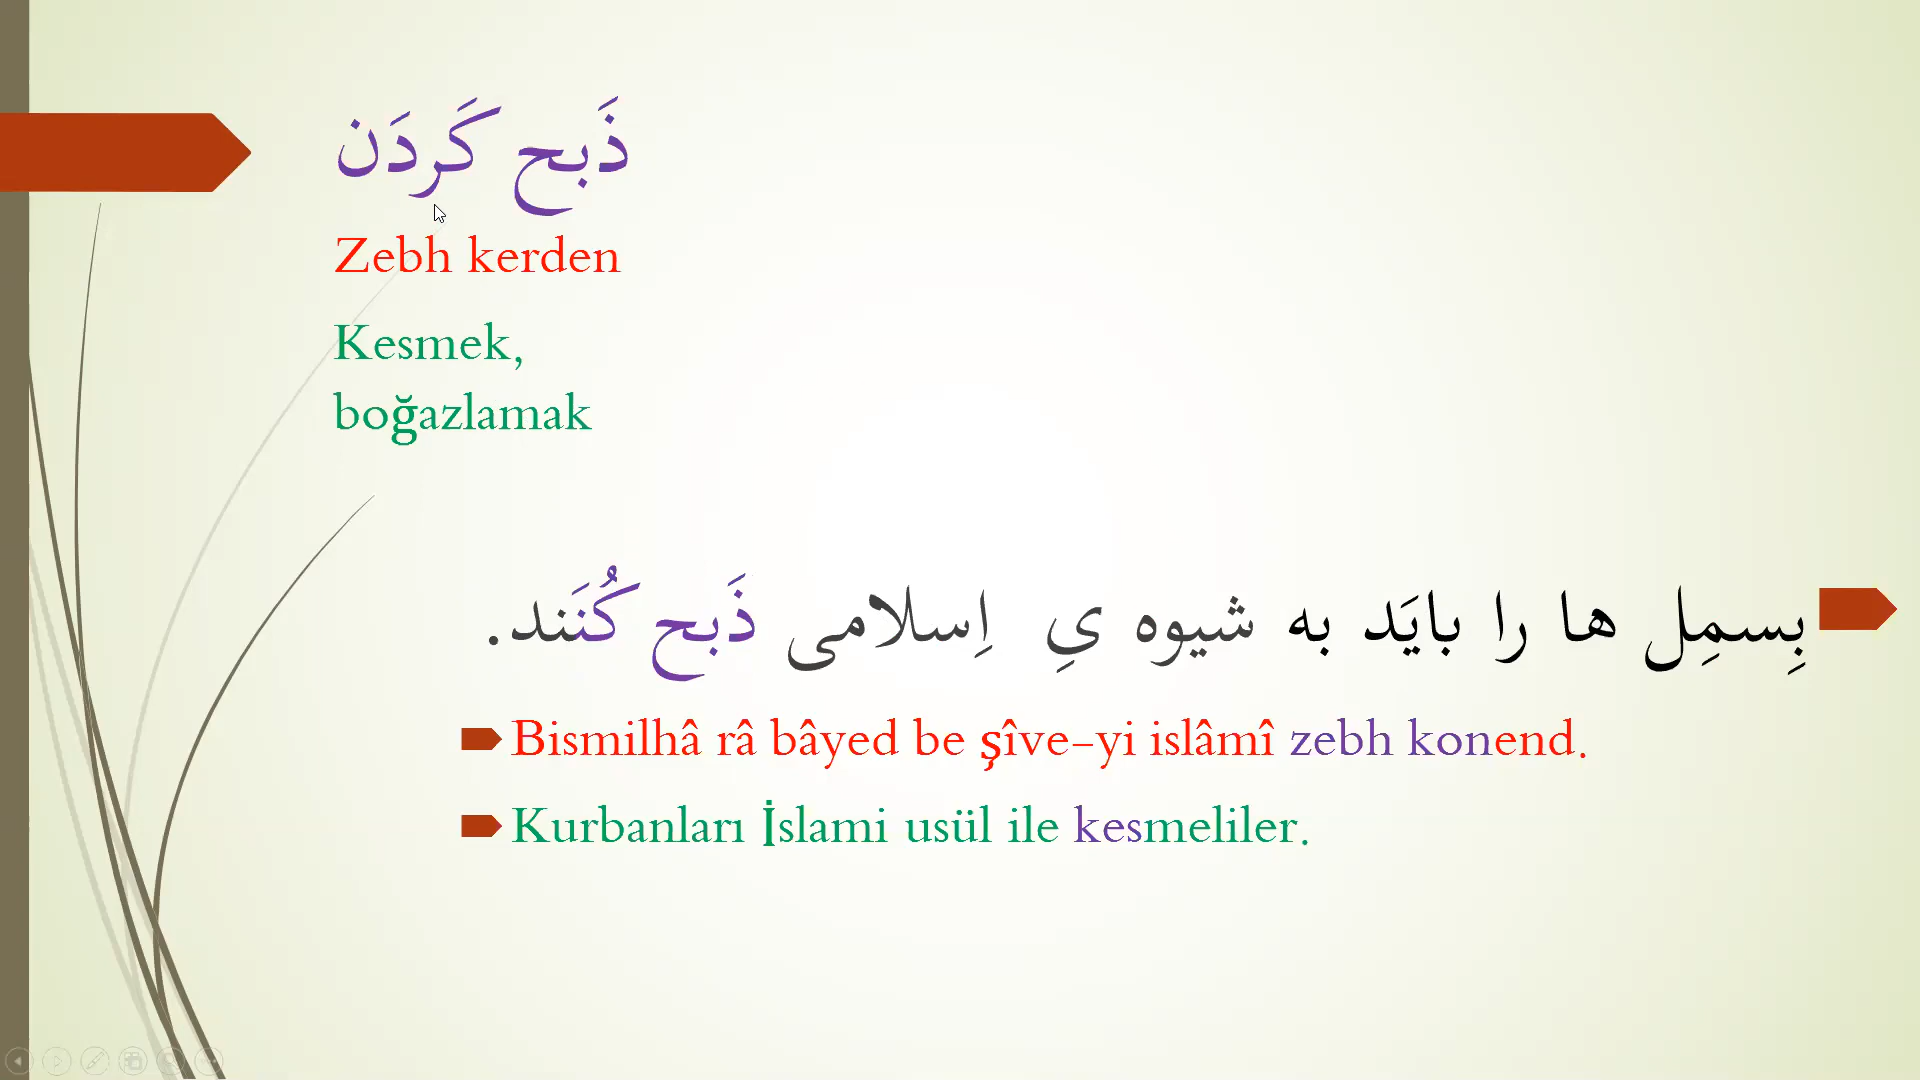 ذَبح کَردَن
Zebh kerden
Kesmek,
boğazlamak
بِسمِل ها را بایَد به شیوه یِ اِسلامی ذَبح کُنَند.
Bismilhâ râ bâyed be şîve-yi islâmî zebh konend.
Kurbanları İslami usül ile kesmeliler.